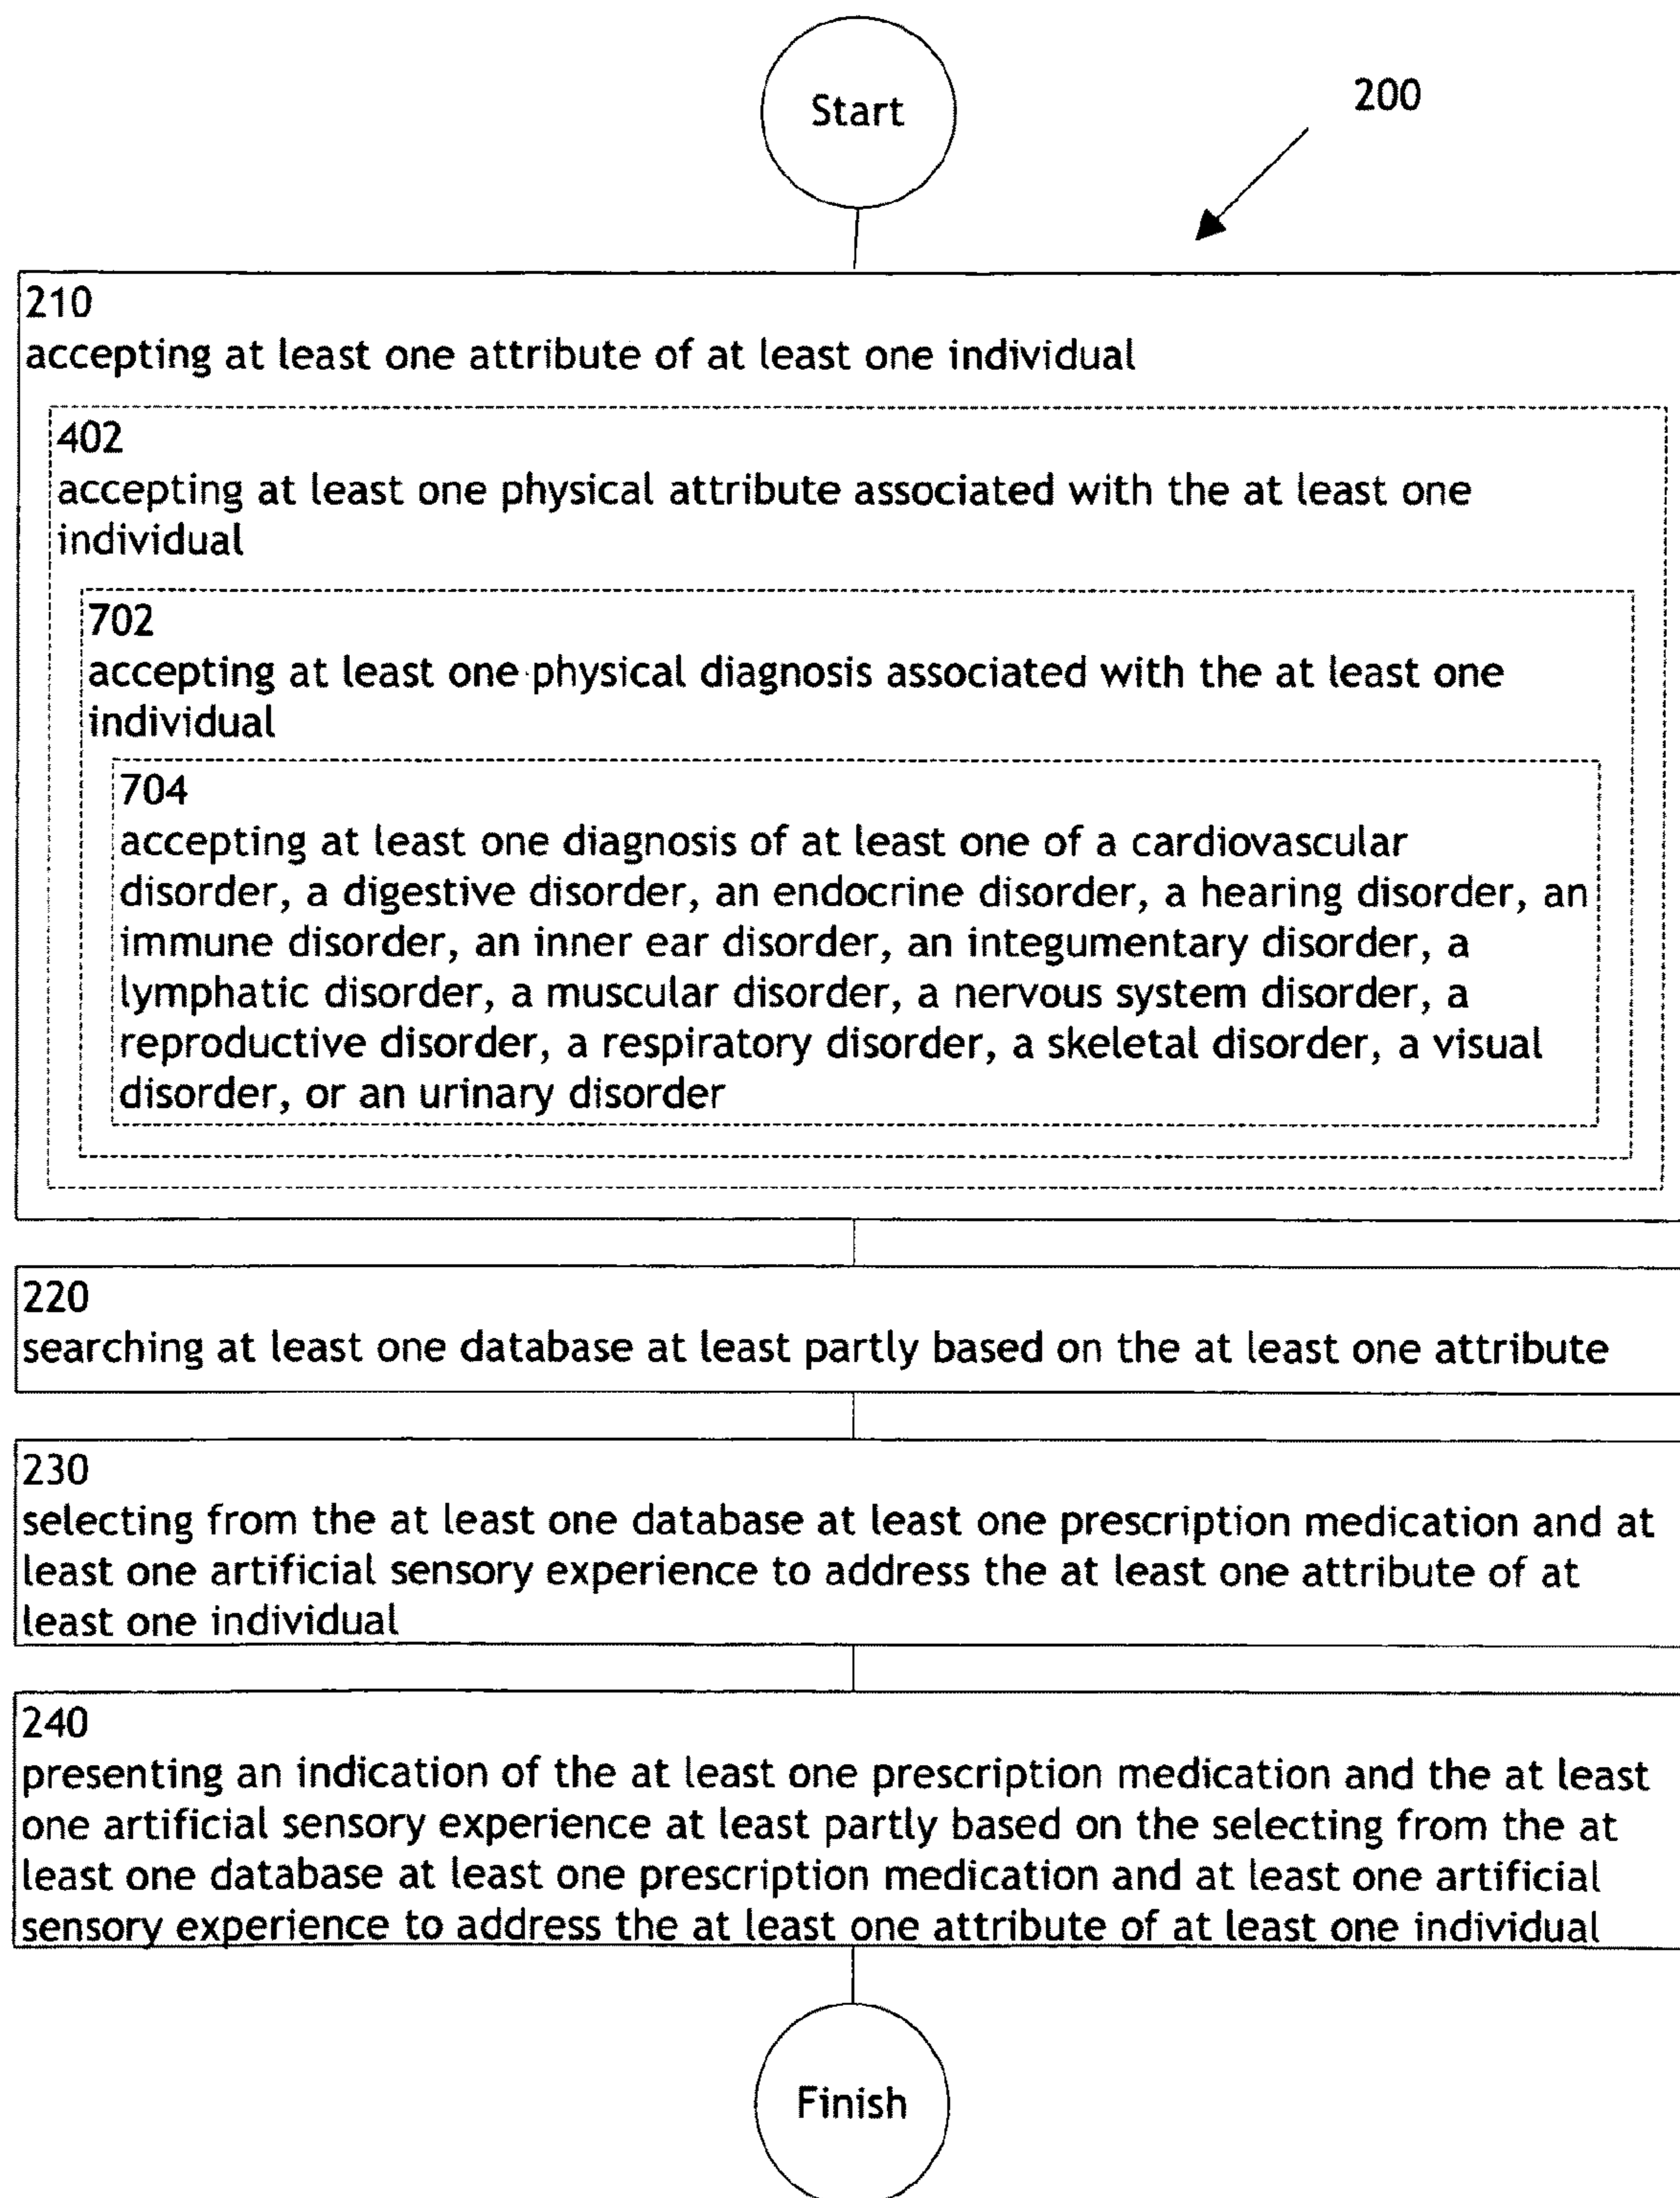 Start
200
210
accepting at least one attribute of at least one individual
402
accepting at least one physical attribute associated with the at least one
individual
702
accepting at least one physical diagnosis associated with the at least one
individual
704
accepting at least one diagnosis of at least one of a cardiovascular
disorder, a digestive disorder, an endocrine disorder, a hearing disorder, an
immune disorder, an inner ear disorder, an integumentary disorder, a
lymphatic disorder, a muscular disorder, a nervous system disorder, a
reproductive disorder, a respiratory disorder, a skeletal disorder, a visual
disorder, or an urinary disorder
220
searching at least one database at least partly based on the at least one attribute
230
selecting from the at least one database at least one prescription medication and at
least one artificial sensory experience to address the at least one attribute of at
least one individual
240
presenting an indication of the at least one prescription medication and the at least
one artificial sensory experience at least partly based on the selecting from the at
least one database at least one prescription medication and at least one artificial
sensory experience to address the at least one attribute of at least one individual
Finish